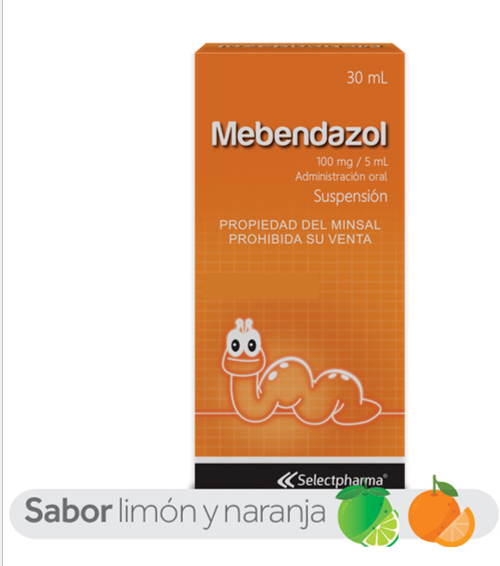 30 mL
Mebendazol
100 mg / 5 mL
Administración oral
Suspensión
PROPIEDAD DEL MINSAL
PROHIBIDA SU VENTA
Selectpharma®
Sabor limón y naranja